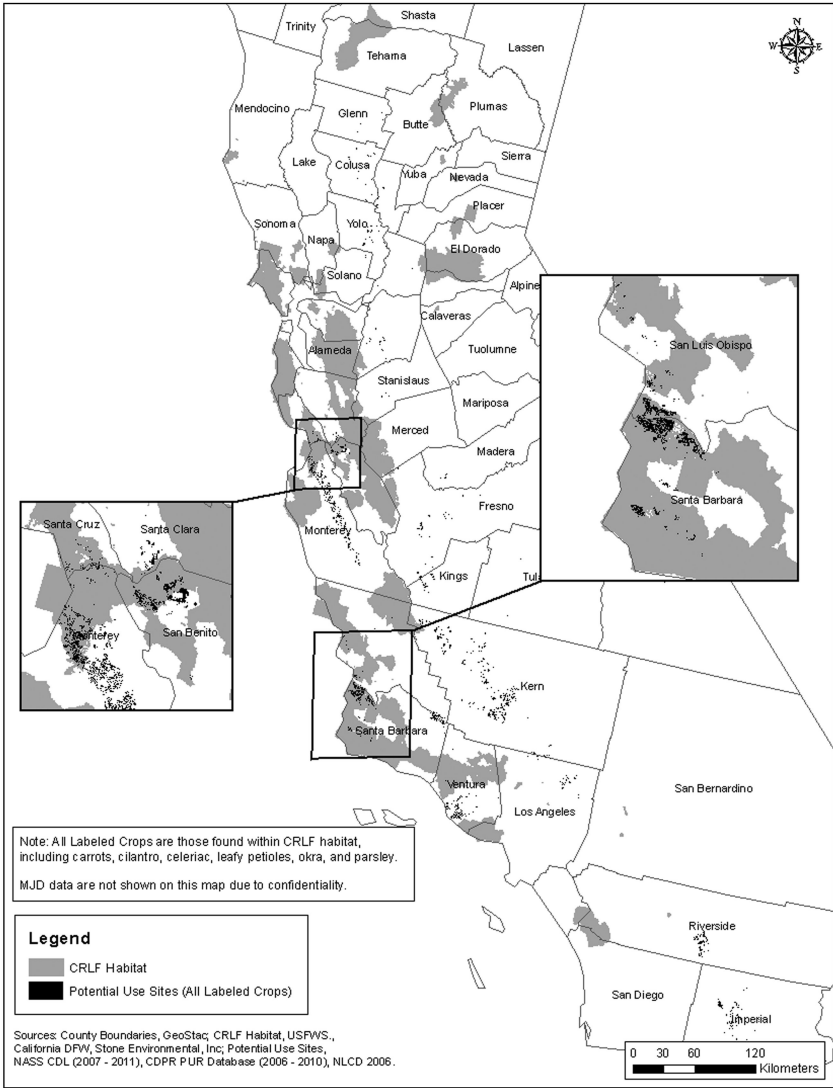 Shasta
Trinity
Lassen
Tehama
Plumas
Mendocino
Glenn
Butte
Sierra
Lake
Colusa
Yuba
Nevada
Placer
Sonoma
Napa
Yolo
El Dorado
Solano
Alpine
Calaveras
Alameda
Tuolumne
Stanislaus
Mariposa
Merced
Madera
Fresno
Monterey
Kings
Tula
Kern
Santa Barbara
Ventura
Los Angeles
San Bernardino
Riverside
San Diego
Imperial
N
W E
S
San Luis Obispo
Santa Barbara
Santa Cruz
Santa Clara
Monterey
San Benito
Note: All Labeled Crops are those found within CRLF habitat,
including carrots, cilantro, celeriac, leafy petioles, okra, and parsley.
MJD data are not shown on this map due to confidentiality.
Legend
CRLF Habitat
Potential Use Sites (All Labeled Crops)
Sources: County Boundaries, GeoStac; CRLF Habitat, USFWS.,
California DFW, Stone Environmental, Inc; Potential Use Sites,
NASS CDL (2007 - 2011), CDPR PUR Database (2006 - 2010), NLCD 2006.
0 30 60 120
Kilometers